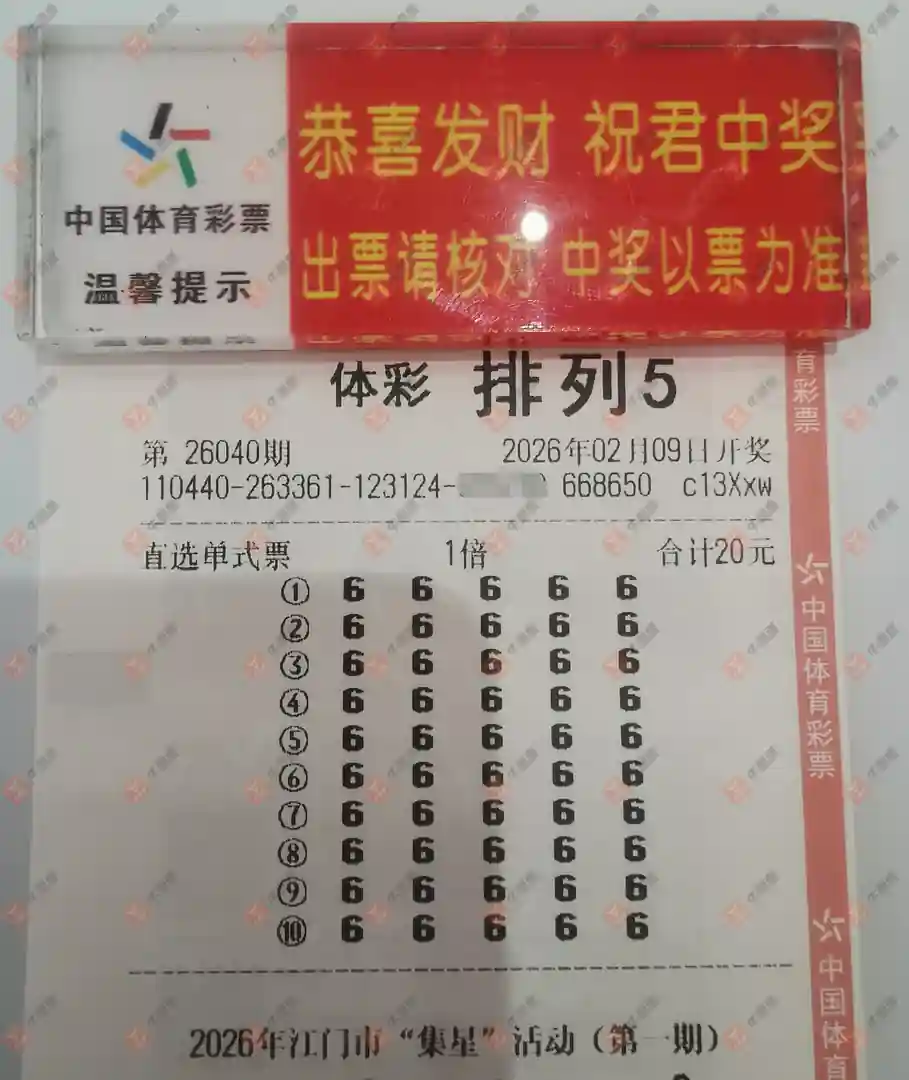 恭喜发财 祝君中奖
中国体育彩票
温馨提示
出票请核对 中奖以票为准
体彩 排列5
第 26040期 2026年02月09日开奖
110440-263361-123124- 668650 c13Xxw
直选单式票 1倍 合计20元
① 6 6 6 6 6
② 6 6 6 6 6
③ 6 6 6 6 6
④ 6 6 6 6 6
⑤ 6 6 6 6 6
⑥ 6 6 6 6 6
⑦ 6 6 6 6 6
⑧ 6 6 6 6 6
⑨ 6 6 6 6 6
⑩ 6 6 6 6 6
2026年江门市“集星”活动(第一期)
育彩票
中国体育彩票
中国体育